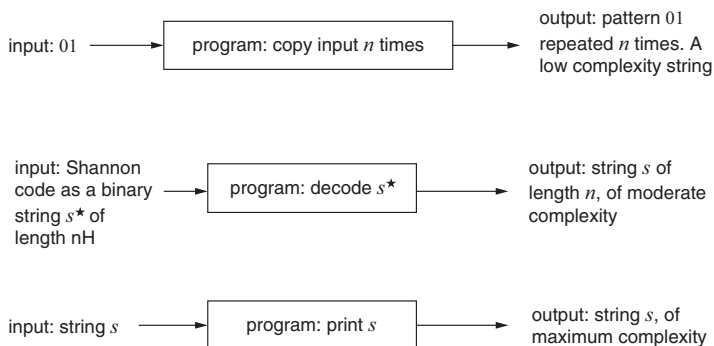 input: 01
program: copy input n times
output: pattern 01
repeated n times. A
low complexity string
input: Shannon
code as a binary
string s★ of
length nH
program: decode s★
output: string s of
length n, of moderate
complexity
input: string s
program: print s
output: string s, of
maximum complexity